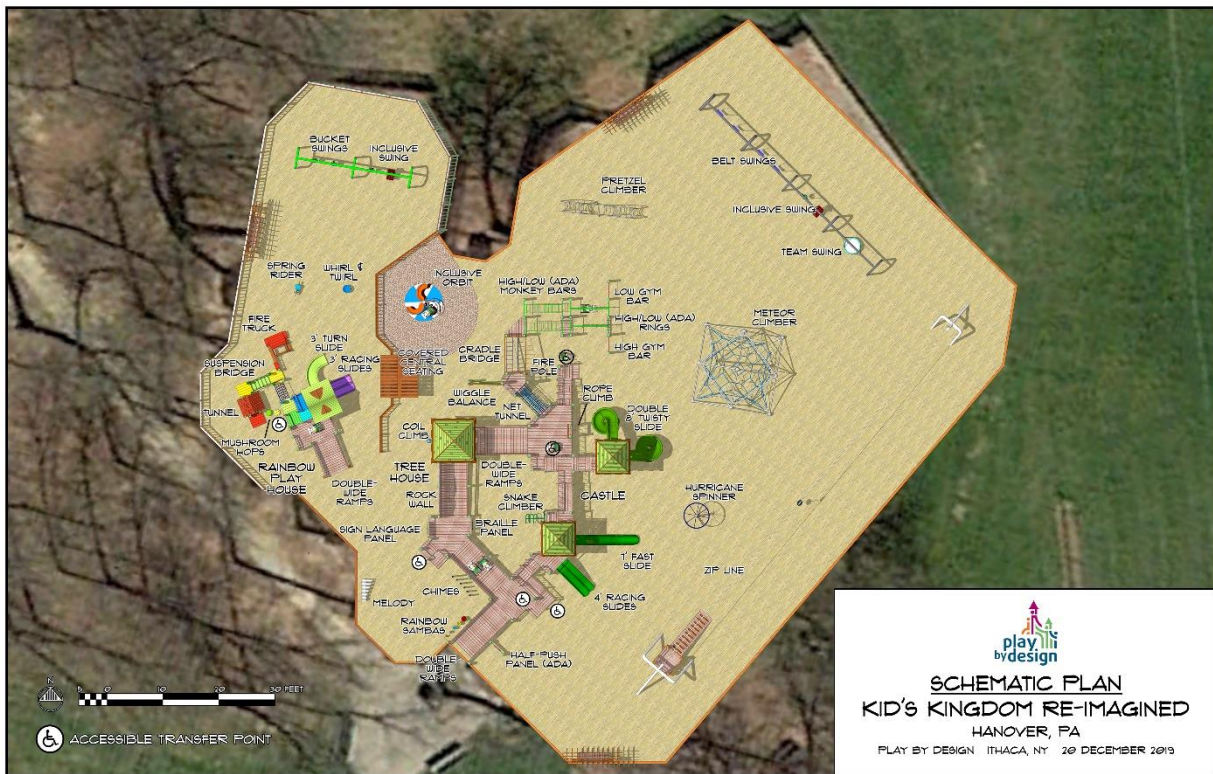 BUCKET
SWINGS
INCLUSIVE
SWING
BELT SWINGS
PRETZEL
CLIMBER
INCLUSIVE SWING
TEAM SWING
SPRING
RIDER
WHIRL &
TWIRL
NCLUSIVE
ORBIT
HIGH/LOW (ADA)
MONKEY BARS
LOW GYM
BAR
HIGH/LOW (ADA)
RINGS
HIGH GYM
BAR
METEOR
CLIMBER
FIRE
TRUCK
3' TURN
SLIDE
3' RACING
SLIDES
SUSPENSION
BRIDGE
TUNNEL
MUSHROOM
HOPS
RAINBOW
PLAY
HOUSE
DOUBLE-
WIDE
RAMPS
COVERED
CENTRAL
SEATING
CRADLE
BRIDGE
FIRE
POLE
WIGGLE
BALANCE
NET
TUNNEL
ROPE
CLIMB
DOUBLE
8' TWISTY
SLIDE
COIL
CLIMB
TREE
HOUSE
DOUBLE-
WIDE
RAMPS
ROCK
WALL
SNAKE
CLIMBER
CASTLE
HURRICANE
SPINNER
SIGN LANGUAGE
PANEL
BRAILLE
PANEL
7' FAST
SLIDE
ZIP LINE
CHIMES
MELODY
4' RACING
SLIDES
RAINBOW
SAMBAS
DOUBLE-
WIDE
RAMPS
HALF-PUSH
PANEL (ADA)
N
5 0 10 20 30 FEET
ACCESSIBLE TRANSFER POINT
play
by design
SCHEMATIC PLAN
KID'S KINGDOM RE-IMAGINED
HANOVER, PA
PLAY BY DESIGN ITHACA, NY 20 DECEMBER 2019